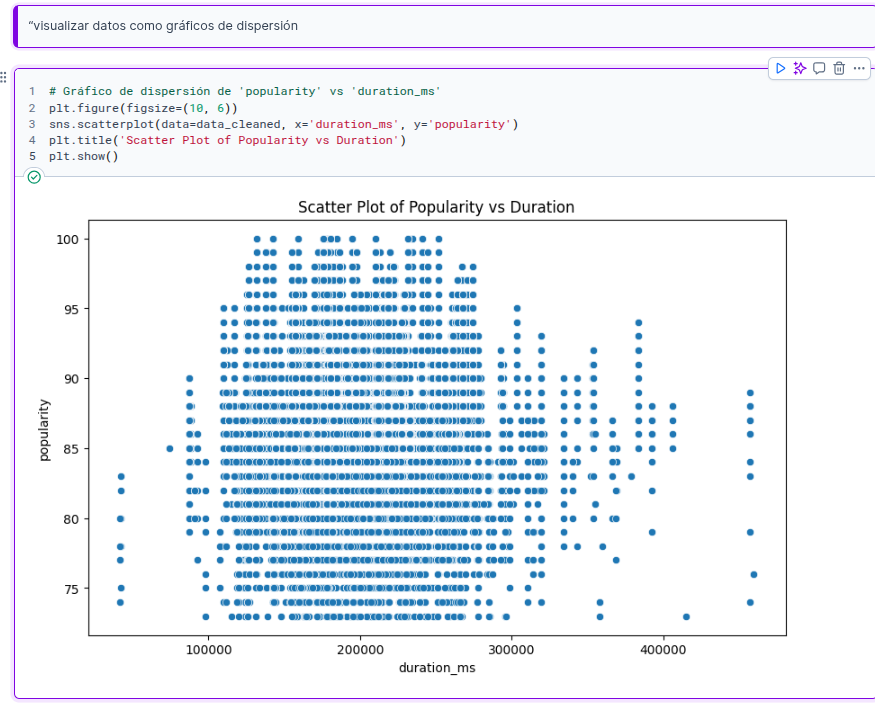 “visualizar datos como gráficos de dispersión
1 # Gráfico de dispersión de 'popularity' vs 'duration_ms'
2 plt.figure(figsize=(10, 6))
3 sns.scatterplot(data=data_cleaned, x='duration_ms', y='popularity')
4 plt.title('Scatter Plot of Popularity vs Duration')
5 plt.show()
Scatter Plot of Popularity vs Duration
100
95
90
85
80
75
popularity
100000 200000 300000 400000
duration_ms